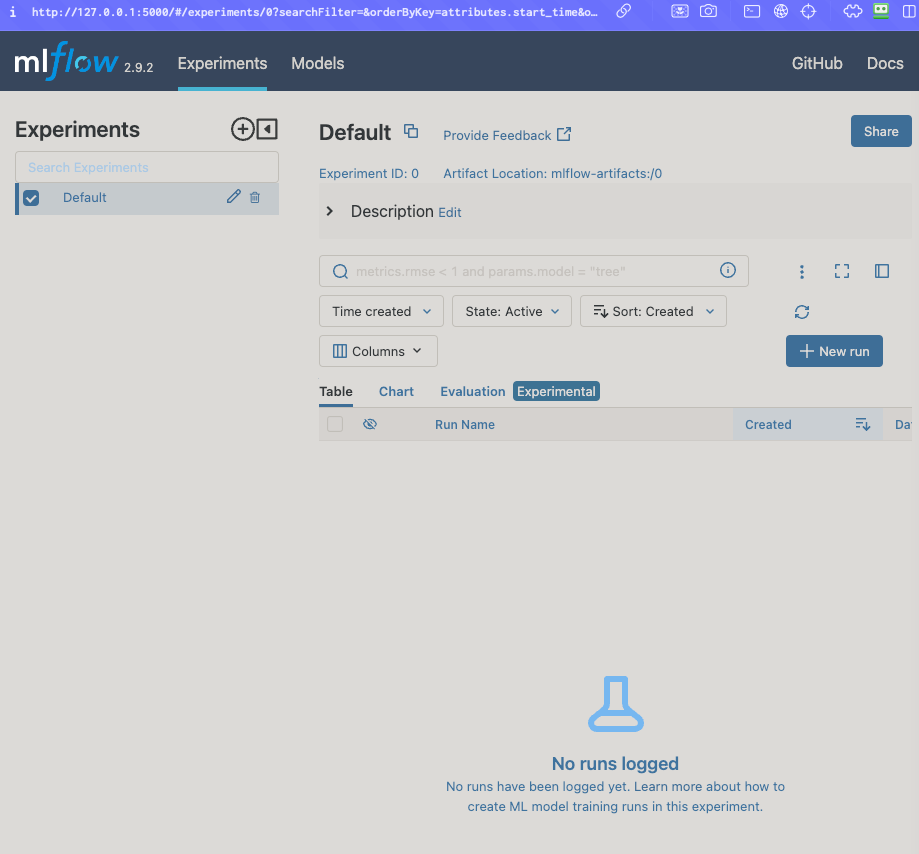 http://127.0.0.1:5000/#/experiments/0?searchFilter=&orderByKey=attributes.start_time&o…
mlflow 2.9.2 Experiments Models GitHub Docs
Experiments
Search Experiments
Default
Default Provide Feedback Share
Experiment ID: 0 Artifact Location: mlflow-artifacts:/0
Description Edit
metrics.rmse < 1 and params.model = "tree"
Time created State: Active Sort: Created
Columns New run
Table Chart Evaluation Experimental
Run Name Created Da
No runs logged
No runs have been logged yet. Learn more about how to
create ML model training runs in this experiment.